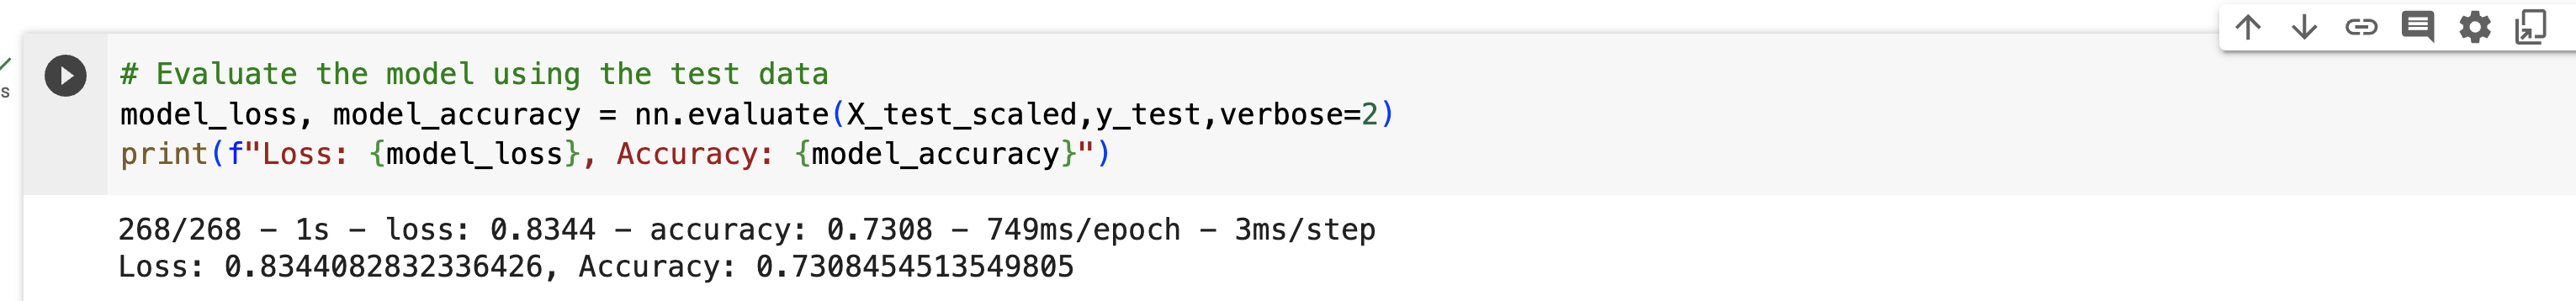 # Evaluate the model using the test data
model_loss, model_accuracy = nn.evaluate(X_test_scaled,y_test,verbose=2)
s
print(f"Loss: {model_loss}, Accuracy: {model_accuracy}")
268/268 - 1s - loss: 0.8344 - accuracy: 0.7308 - 749ms/epoch - 3ms/step
Loss: 0.8344082832336426, Accuracy: 0.7308454513549805